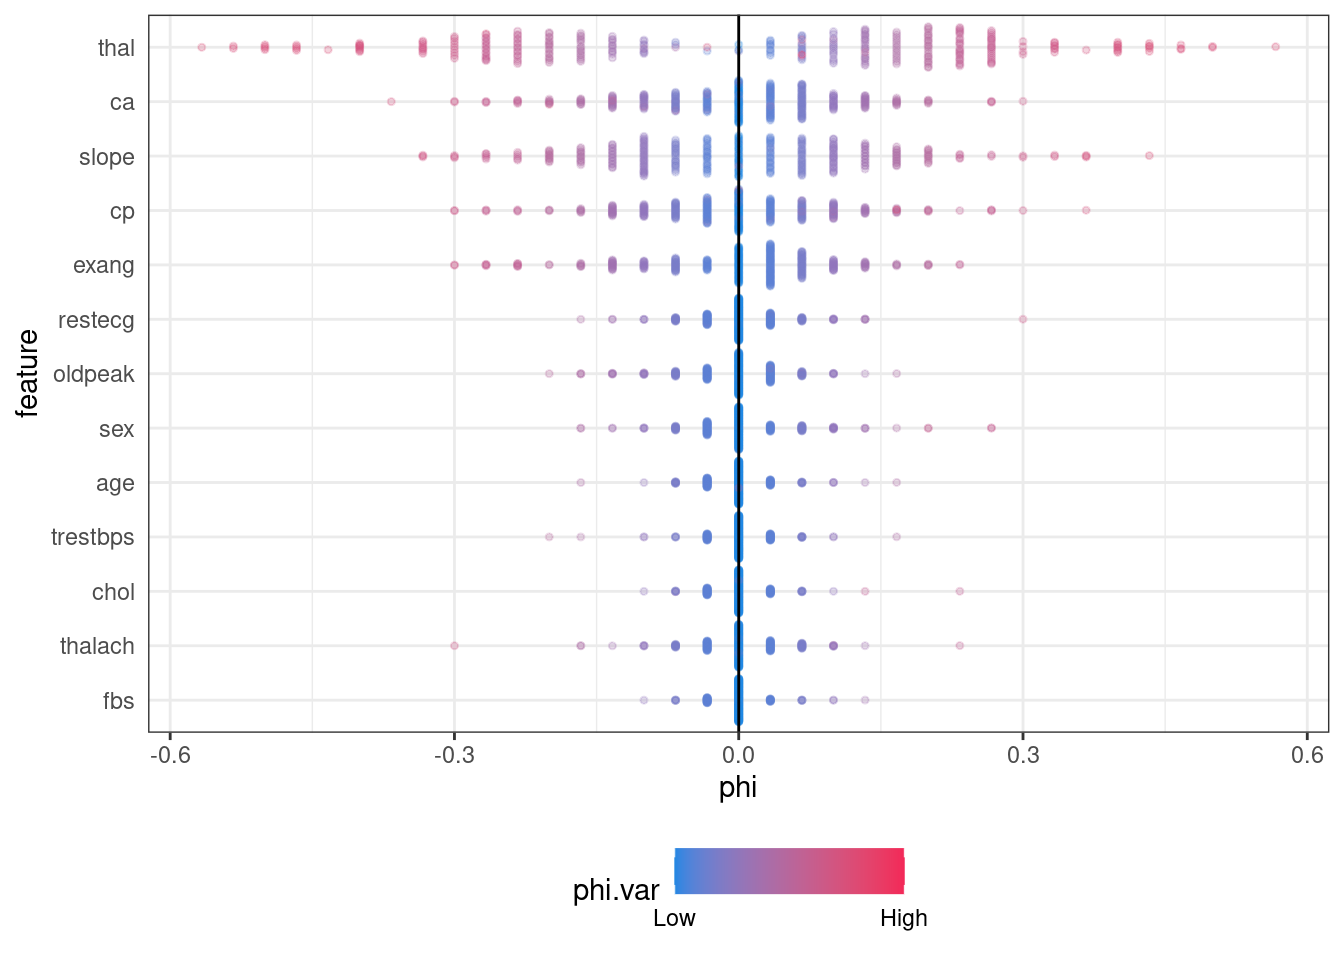 thal
ca
slope
cp
exang
restecg
oldpeak
sex
age
trestbps
chol
thalach
fbs
feature
-0.6 -0.3 0.0 0.3 0.6
phi
phi.var
Low High